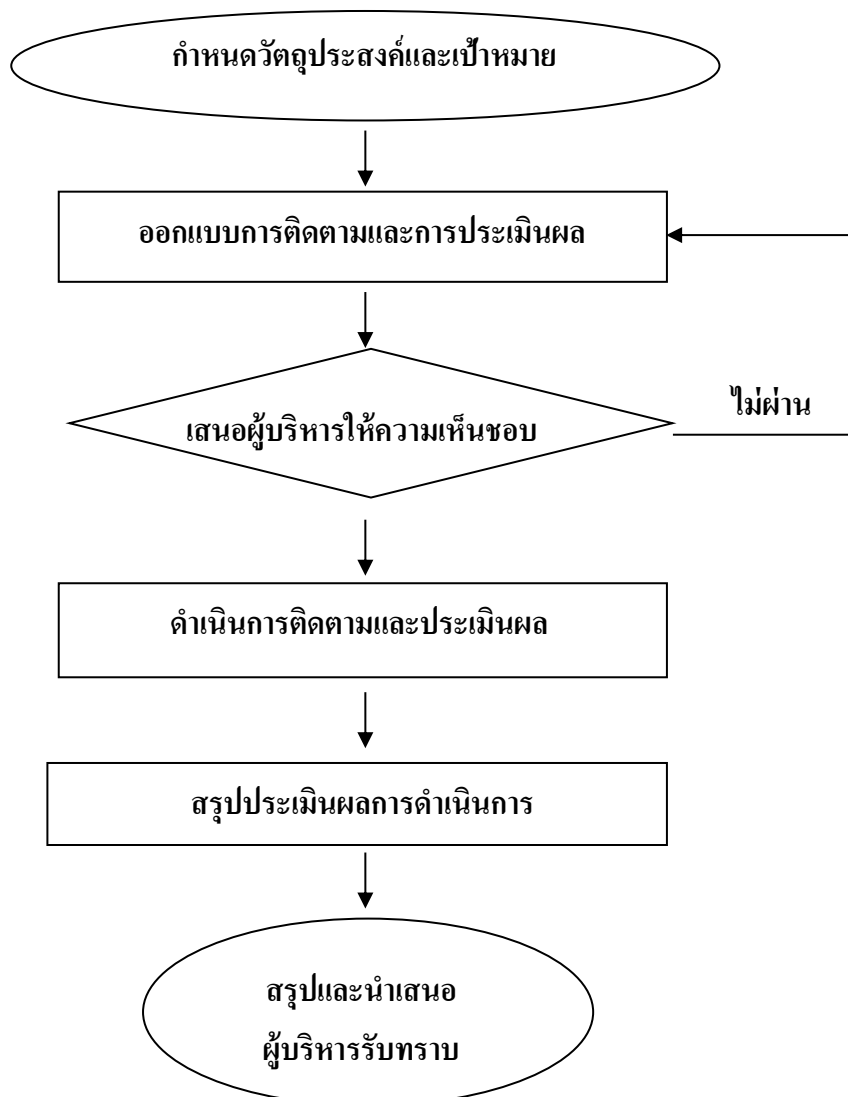 กำหนดวัตถุประสงค์และเป้าหมาย
ออกแบบการติดตามและการประเมินผล
เสนอผู้บริหารให้ความเห็นชอบ
ไม่ผ่าน
ดำเนินการติดตามและประเมินผล
สรุปประเมินผลการดำเนินการ
สรุปและนำเสนอ
ผู้บริหารรับทราบ